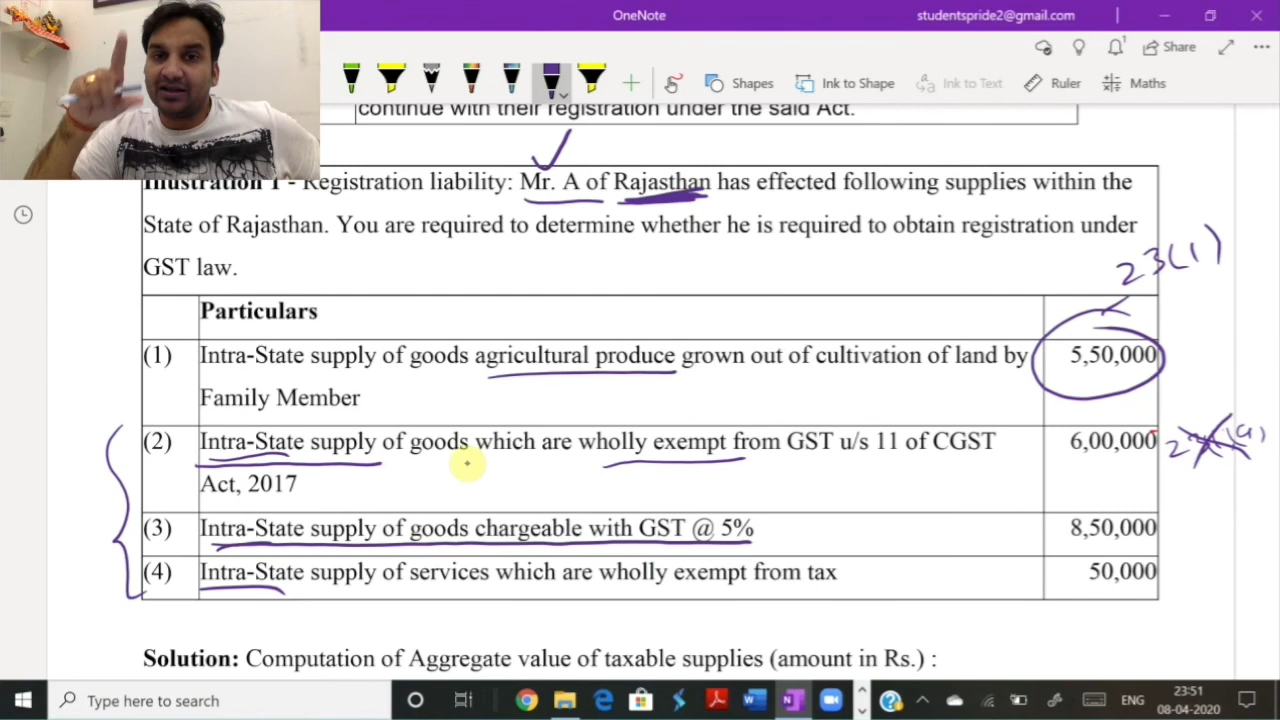 OneNote
studentspride2@gmail.com
Share
Shapes
Ink to Shape
Ink to Text
Ruler
Maths
continue with their registration under the said Act.
Illustration 1 - Registration liability: Mr. A of Rajasthan has effected following supplies within the
State of Rajasthan. You are required to determine whether he is required to obtain registration under
GST law.
23(1)
Particulars
(1) Intra-State supply of goods agricultural produce grown out of cultivation of land by 5,50,000
Family Member
(2) Intra-State supply of goods which are wholly exempt from GST u/s 11 of CGST 6,00,000
Act, 2017
(3) Intra-State supply of goods chargeable with GST @ 5% 8,50,000
(4) Intra-State supply of services which are wholly exempt from tax 50,000
Solution: Computation of Aggregate value of taxable supplies (amount in Rs.) :
Type here to search
ENG
23:51
08-04-2020